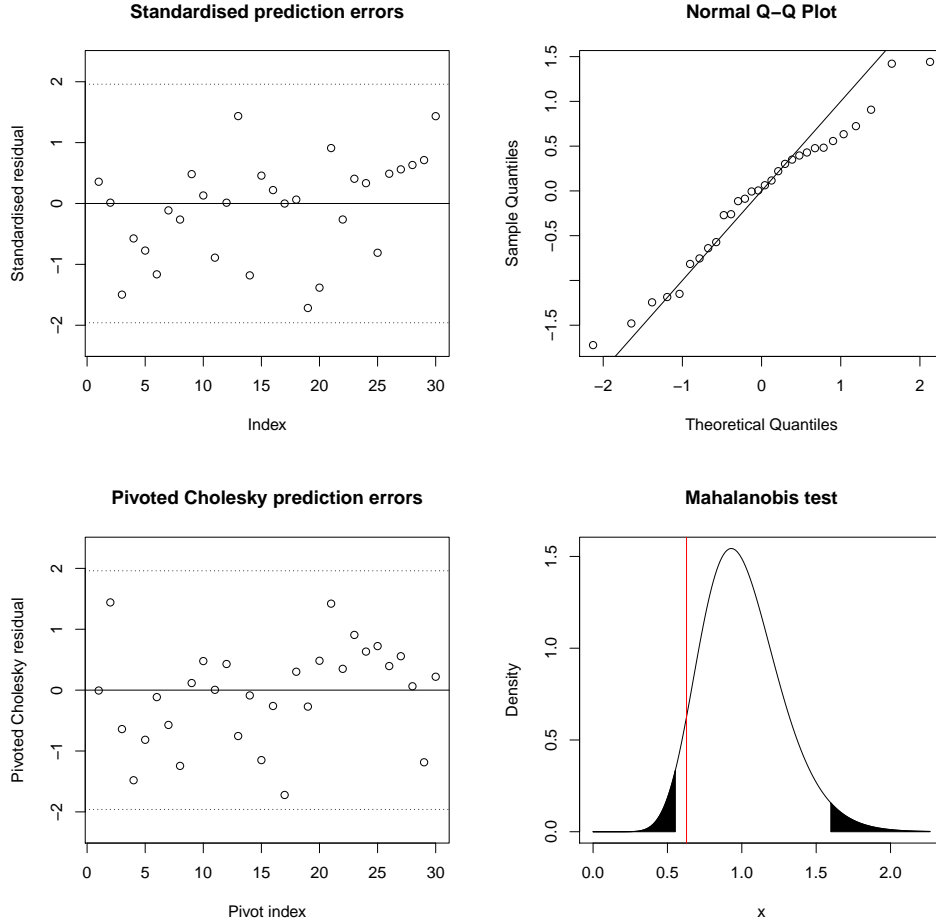 Standardised prediction errors
Standardised residual
2
1
0
−1
−2
0 5 10 15 20 25 30
Index
Normal Q−Q Plot
Sample Quantiles
1.5
1.0
0.5
0.0
−0.5
−1.5
−2 −1 0 1 2
Theoretical Quantiles
Pivoted Cholesky prediction errors
Pivoted Cholesky residual
2
1
0
−1
−2
0 5 10 15 20 25 30
Pivot index
Mahalanobis test
Density
1.5
1.0
0.5
0.0
0.0 0.5 1.0 1.5 2.0
x